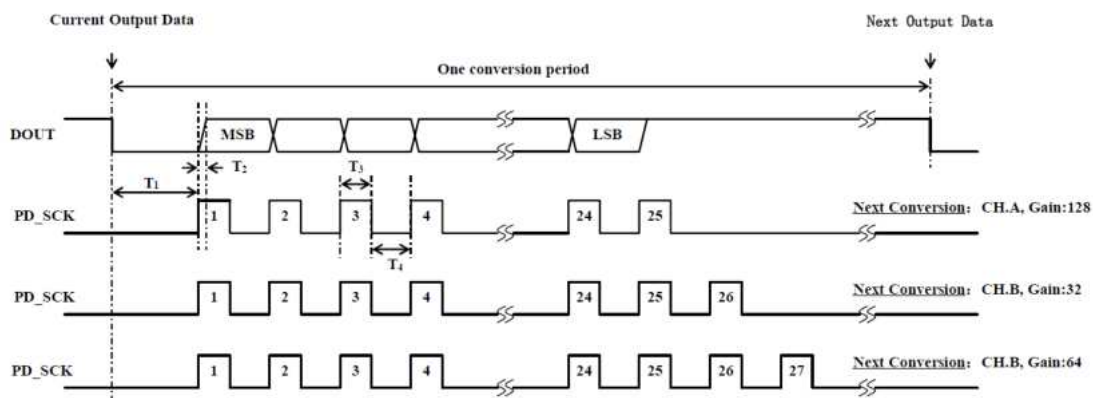 Current Output Data
Next Output Data
One conversion period
DOUT
MSB
LSB
T2
T3
T1
PD_SCK
1
2
3
4
24
25
Next Conversion: CH.A, Gain:128
T4
PD_SCK
1
2
3
4
24
25
26
Next Conversion: CH.B, Gain:32
PD_SCK
1
2
3
4
24
25
26
27
Next Conversion: CH.B, Gain:64